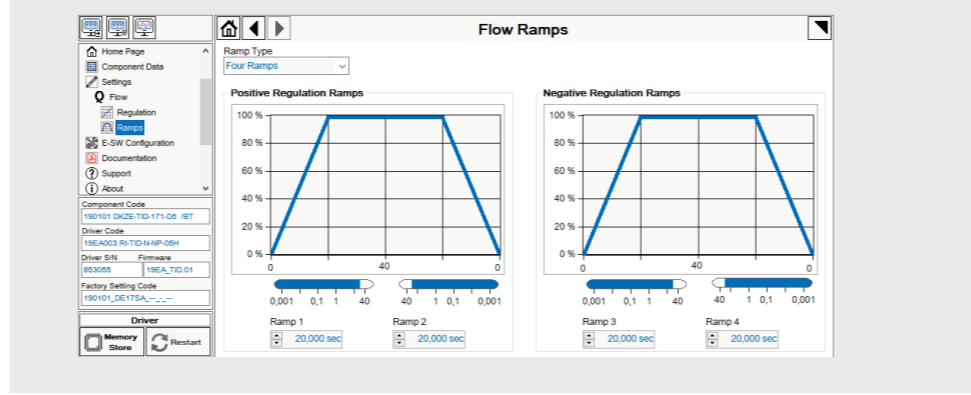 Flow Ramps
Home Page
Component Data
Settings
Q Flow
Regulation
Ramps
E-SW Configuration
Documentation
Support
About
Component Code
190101 DKZE-TID-171-D5 /BT
Driver Code
19EA003 RI-TID-N-NP-05H
Driver S/N Firmware
853055 19EA_TID.01
Factory Setting Code
190101_DE17SA_--_-_--
Driver
Memory Store
Restart
Ramp Type
Four Ramps
Positive Regulation Ramps
100 %
80 %
60 %
40 %
20 %
0 %
0 40 0
0,001 0,1 1 40 40 1 0,1 0,001
Ramp 1 Ramp 2
20,000 sec 20,000 sec
Negative Regulation Ramps
100 %
80 %
60 %
40 %
20 %
0 %
0 40 0
0,001 0,1 1 40 40 1 0,1 0,001
Ramp 3 Ramp 4
20,000 sec 20,000 sec